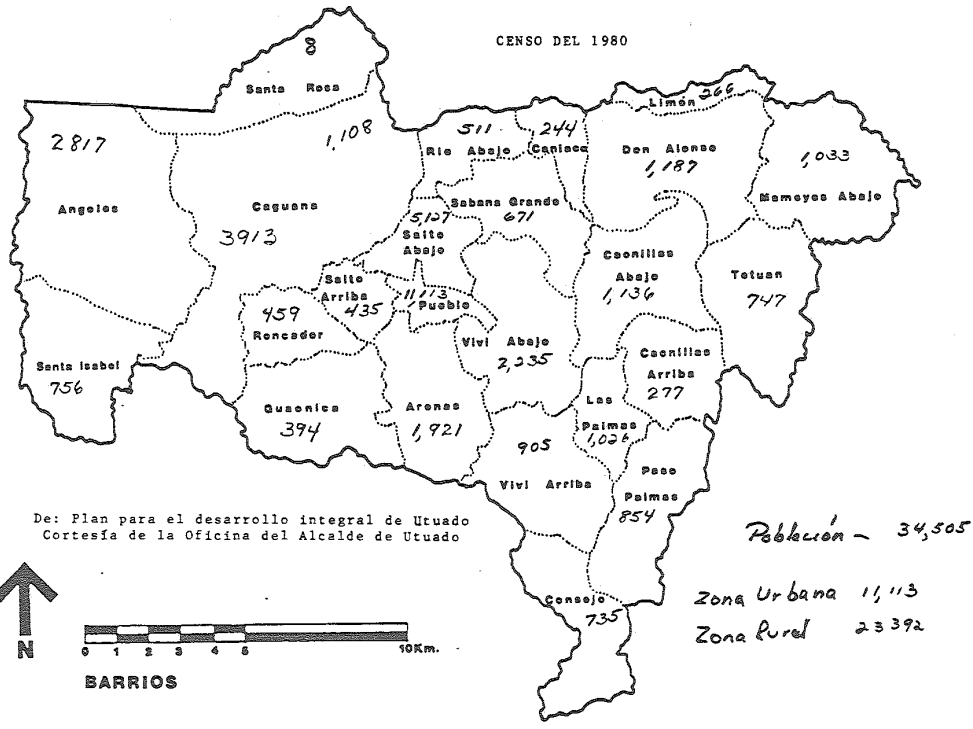 CENSO DEL 1980
8
Santa Rosa
Limón 266
2817
1,108
511
244
Rio Abajo
Caniaco
Don Alonso
1,187
1,033
Mameyes Abajo
Angeles
Caguana
3913
Sabana Grande
671
5,127
Salto
Abajo
Caonillas
Abajo
1,136
Tetuan
747
Salto
Arriba
435
11,113
Pueblo
459
Roncador
Vivi Abajo
2,235
Caonillas
Arriba
277
Santa Isabel
756
Guaonica
394
Arenas
1,921
Las
Palmas
1,026
905
Vivi Arriba
Paso
Palmas
854
De: Plan para el desarrollo integral de Utuado
Cortesía de la Oficina del Alcalde de Utuado
Población - 34,505
Zona Urbana 11,113
Zona Rural 23392
Consejo
735
N
0 1 2 3 4 5 10Km.
BARRIOS